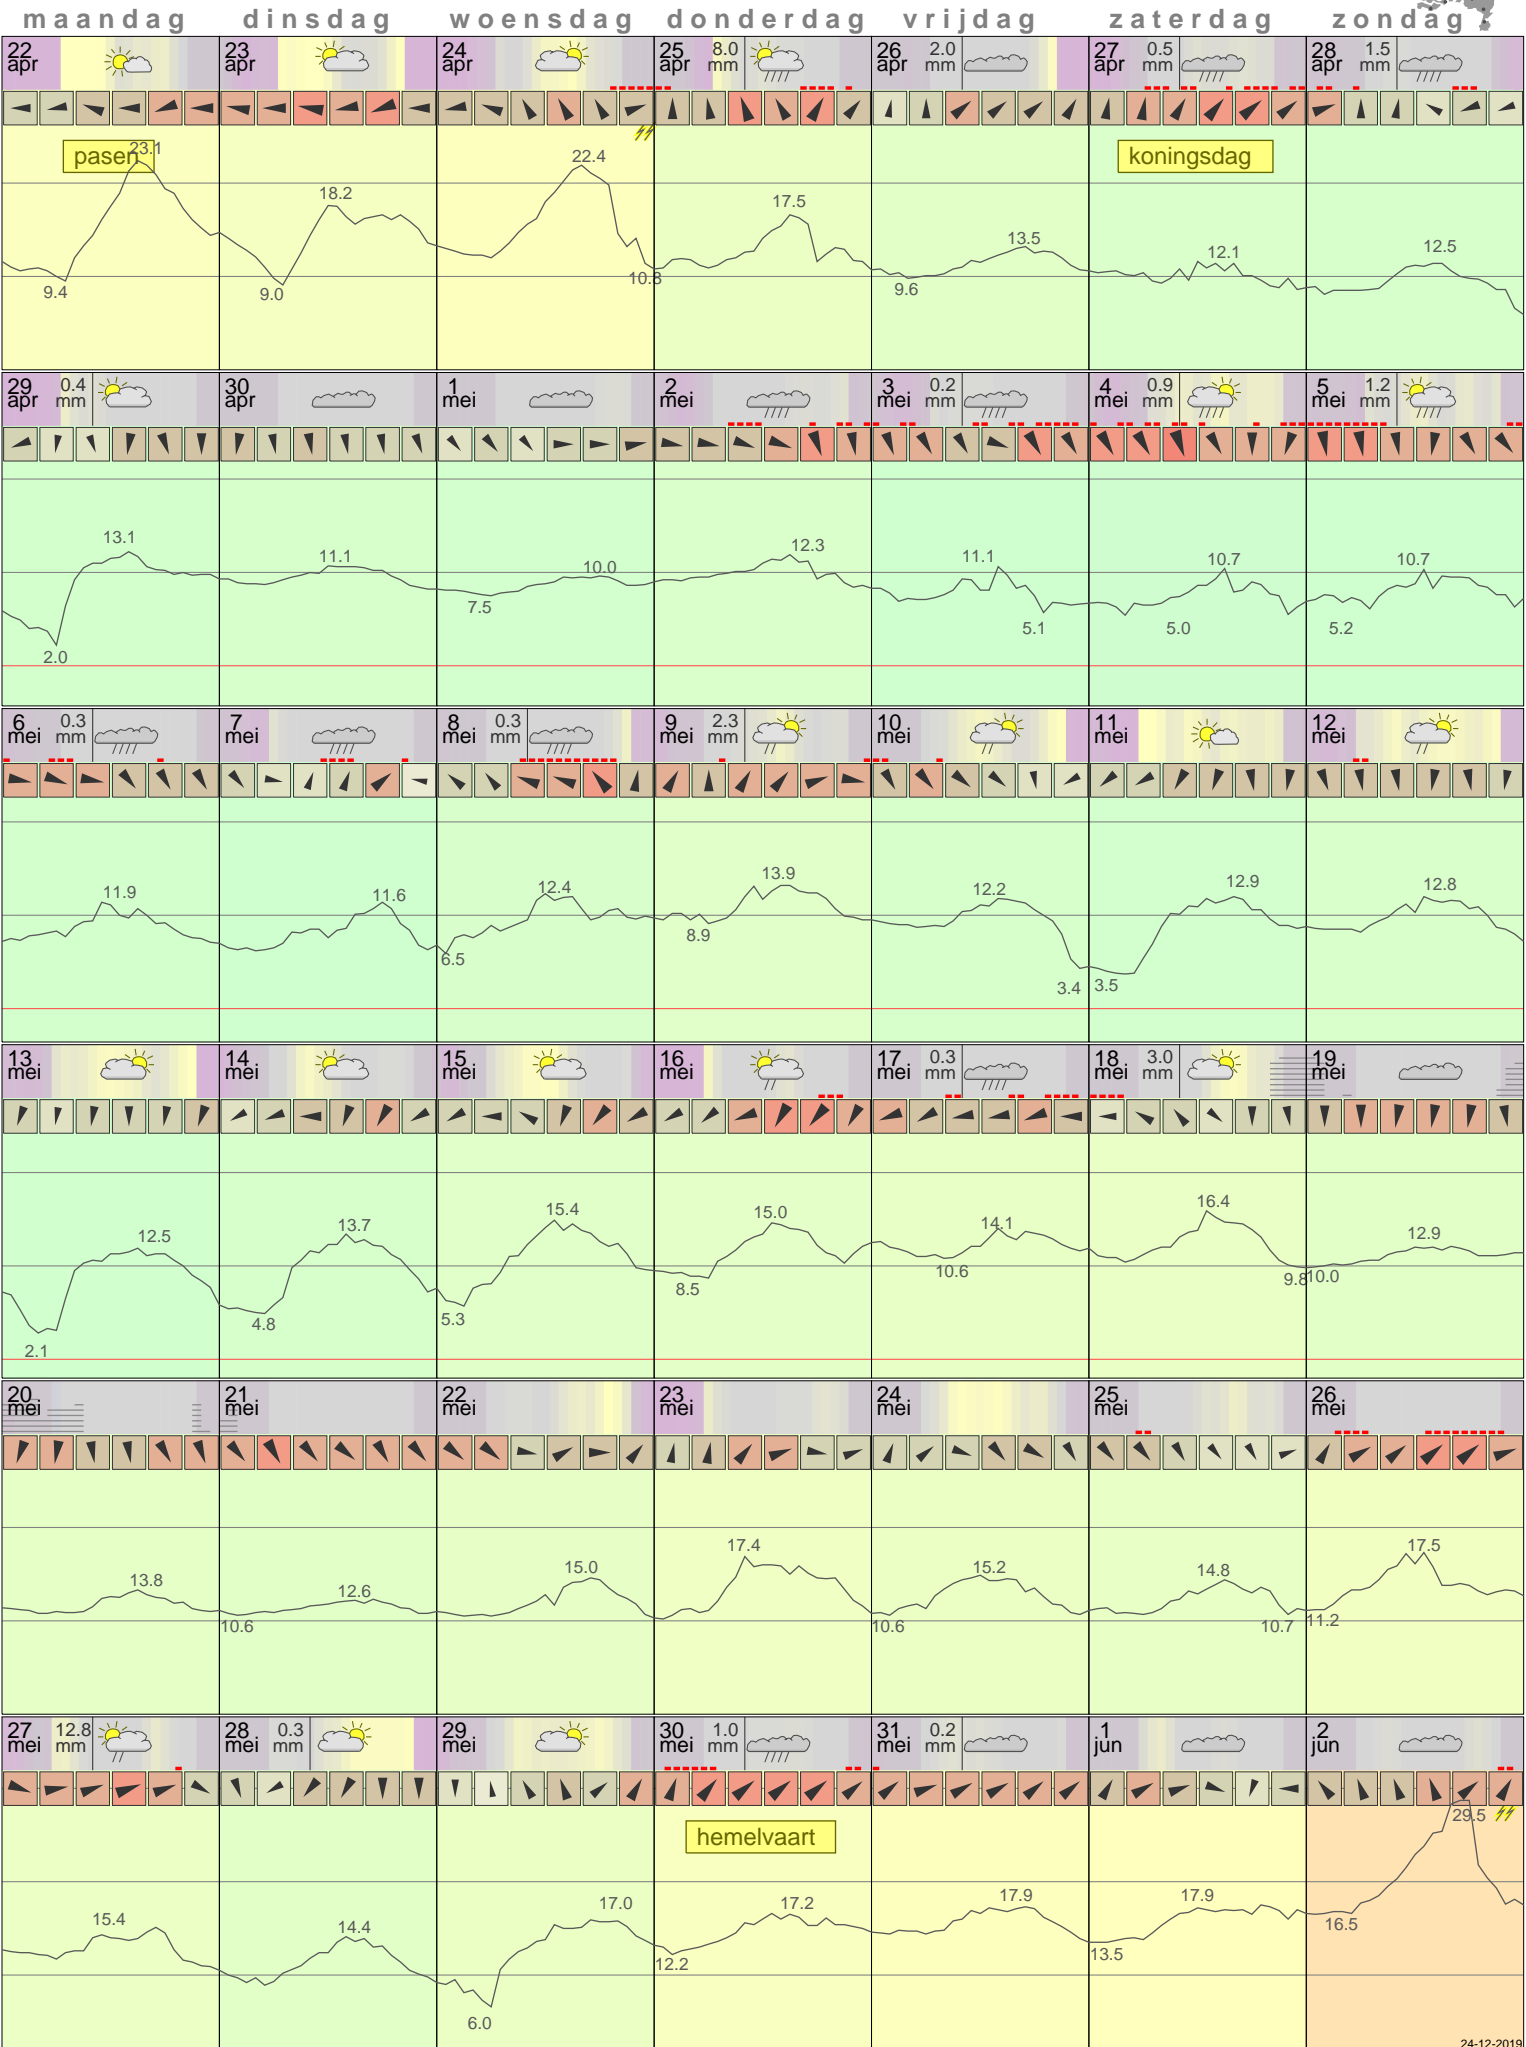 maandag dinsdag woensdag donderdag vrijdag zaterdag zondag
22 apr 23 apr 24 apr 25 apr 8.0 mm 26 apr 2.0 mm 27 apr 0.5 mm 28 apr 1.5 mm
pasen koningsdag
23.1 18.2 22.4 17.5 13.5 12.1 12.5
9.4 9.0 10.8 9.6
29 apr 0.4 mm 30 apr 1 mei 2 mei 3 mei 0.2 mm 4 mei 0.9 mm 5 mei 1.2 mm
13.1 11.1 10.0 12.3 11.1 10.7 10.7
2.0 7.5 5.1 5.0 5.2
6 mei 0.3 mm 7 mei 8 mei 0.3 mm 9 mei 2.3 mm 10 mei 11 mei 12 mei
11.9 11.6 12.4 13.9 12.2 12.9 12.8
6.5 8.9 3.4 3.5
13 mei 14 mei 15 mei 16 mei 17 mei 0.3 mm 18 mei 3.0 mm 19 mei
12.5 13.7 15.4 15.0 14.1 16.4 12.9
2.1 4.8 5.3 8.5 10.6 9.8 10.0
20 mei 21 mei 22 mei 23 mei 24 mei 25 mei 26 mei
13.8 12.6 15.0 17.4 15.2 14.8 17.5
10.6 10.6 10.7 11.2
27 mei 12.8 mm 28 mei 0.3 mm 29 mei 30 mei 1.0 mm 31 mei 0.2 mm 1 jun 2 jun
hemelvaart
15.4 14.4 17.0 17.2 17.9 17.9 29.5
6.0 12.2 13.5 16.5
24-12-2019